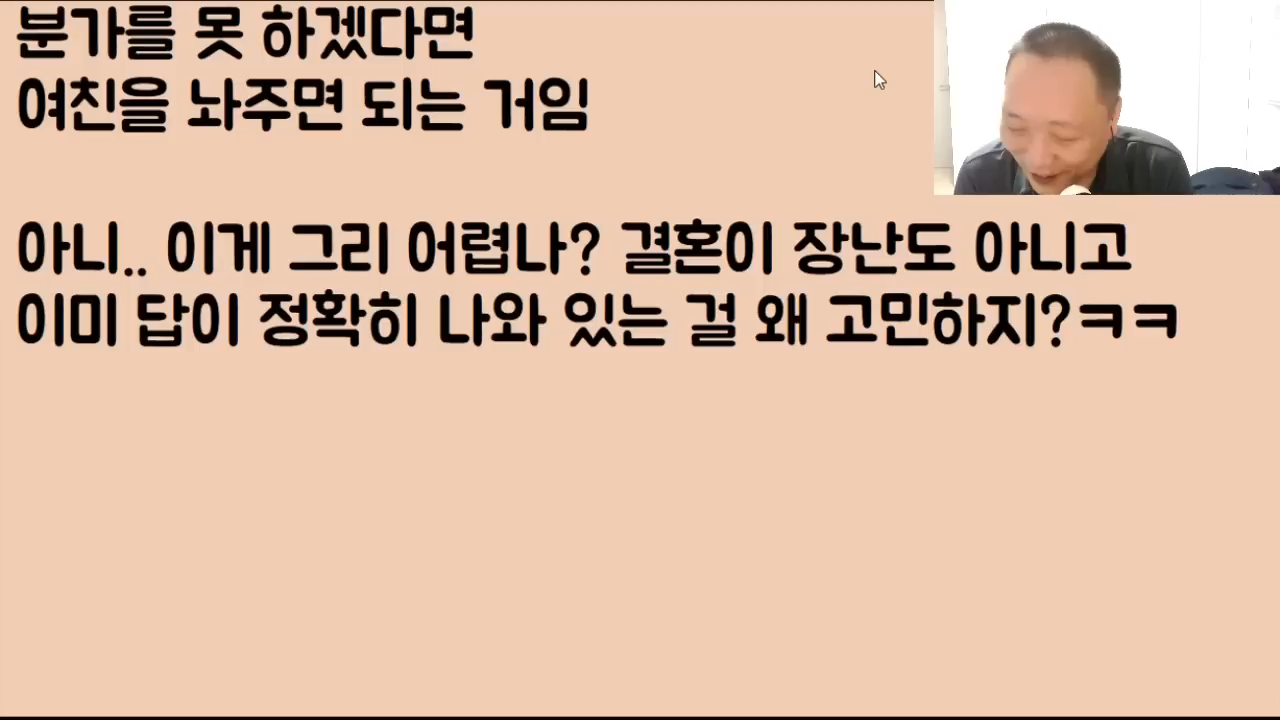 분가를 못 하겠다면
여친을 놔주면 되는 거임
아니.. 이게 그리 어렵나? 결혼이 장난도 아니고
이미 답이 정확히 나와 있는 걸 왜 고민하지?ㅋㅋ